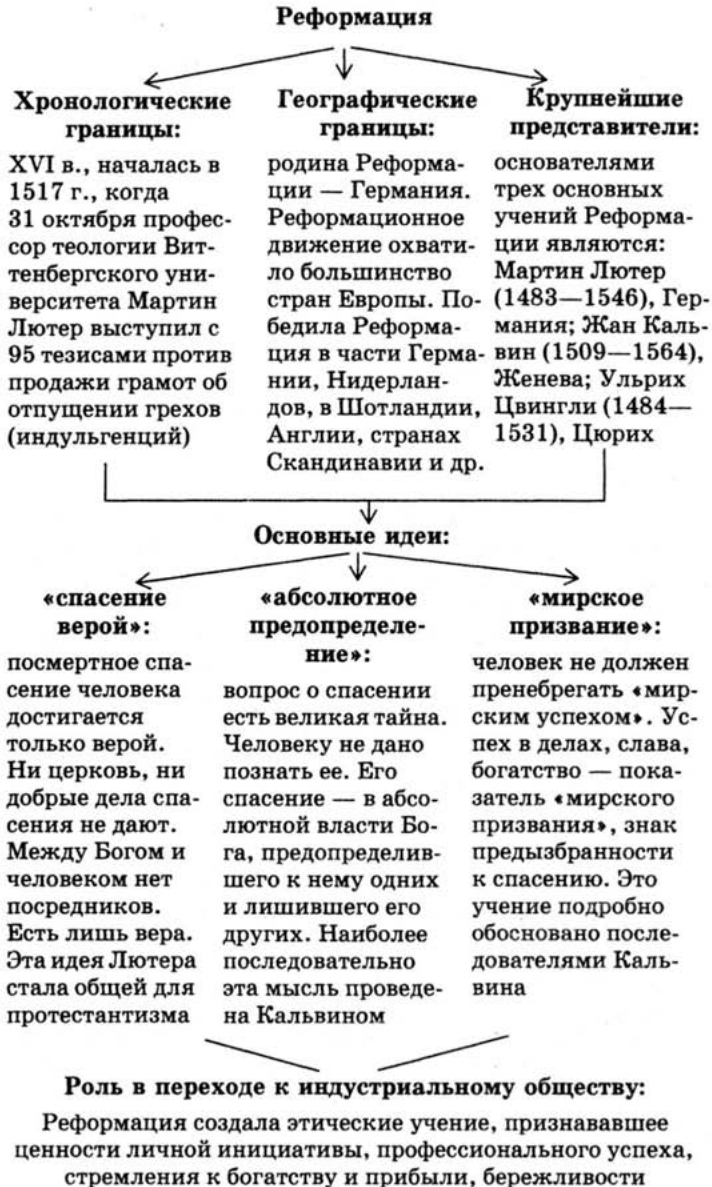 Реформация
Хронологические
границы:
XVI в., началась в
1517 г., когда
31 октября профес-
сор теологии Вит-
тенбергского уни-
верситета Мартин
Лютер выступил с
95 тезисами против
продажи грамот об
отпущении грехов
(индульгенций)
Географические
границы:
родина Реформа-
ции — Германия.
Реформационное
движение охвати-
ло большинство
стран Европы. По-
бедила Реформа-
ция в части Герма-
нии, Нидерлан-
дов, в Шотландии,
Англии, странах
Скандинавии и др.
Крупнейшие
представители:
основателями
трех основных
учений Реформа-
ции являются:
Мартин Лютер
(1483—1546), Гер-
мания; Жан Каль-
вин (1509—1564),
Женева; Ульрих
Цвингли (1484—
1531), Цюрих
Основные идеи:
«спасение
верой»:
посмертное спа-
сение человека
достигается
только верой.
Ни церковь, ни
добрые дела спа-
сения не дают.
Между Богом и
человеком нет
посредников.
Есть лишь вера.
Эта идея Лютера
стала общей для
протестантизма
«абсолютное
предопределе-
ние»:
вопрос о спасении
есть великая тайна.
Человеку не дано
познать ее. Его
спасение — в абсо-
лютной власти Бо-
га, предопределив-
шего к нему одних
и лишившего его
других. Наиболее
последовательно
эта мысль проведе-
на Кальвином
«мирское
призвание»:
человек не должен
пренебрегать «мир-
ским успехом». Ус-
пех в делах, слава,
богатство — пока-
затель «мирского
призвания», знак
предызбранности
к спасению. Это
учение подробно
обосновано после-
дователями Каль-
вина
Роль в переходе к индустриальному обществу:
Реформация создала этические учение, признававшее
ценности личной инициативы, профессионального успеха,
стремления к богатству и прибыли, бережливости